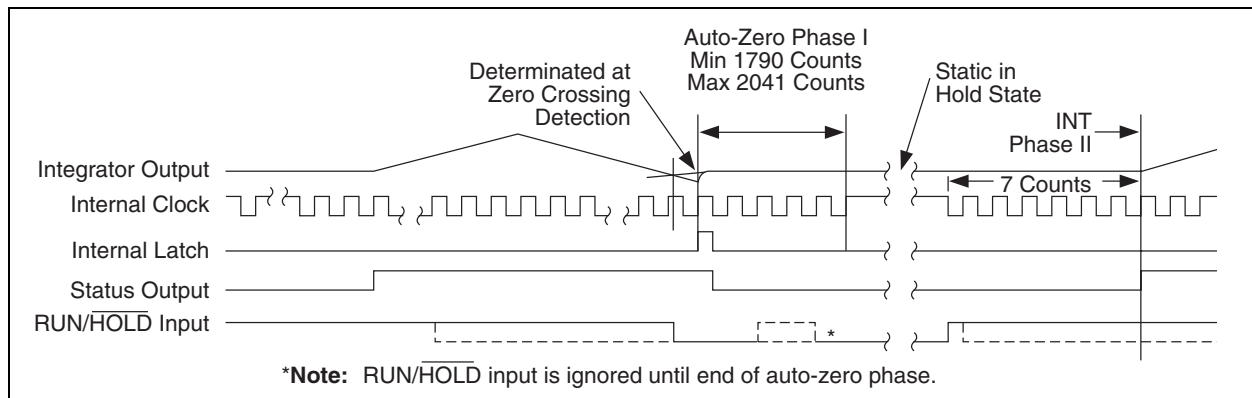 Auto-Zero Phase I
Min 1790 Counts
Max 2041 Counts
Determinated at
Zero Crossing
Detection
Static in
Hold State
INT
Phase II
Integrator Output
7 Counts
Internal Clock
Internal Latch
Status Output
RUN/HOLD Input
*
*Note: RUN/HOLD input is ignored until end of auto-zero phase.